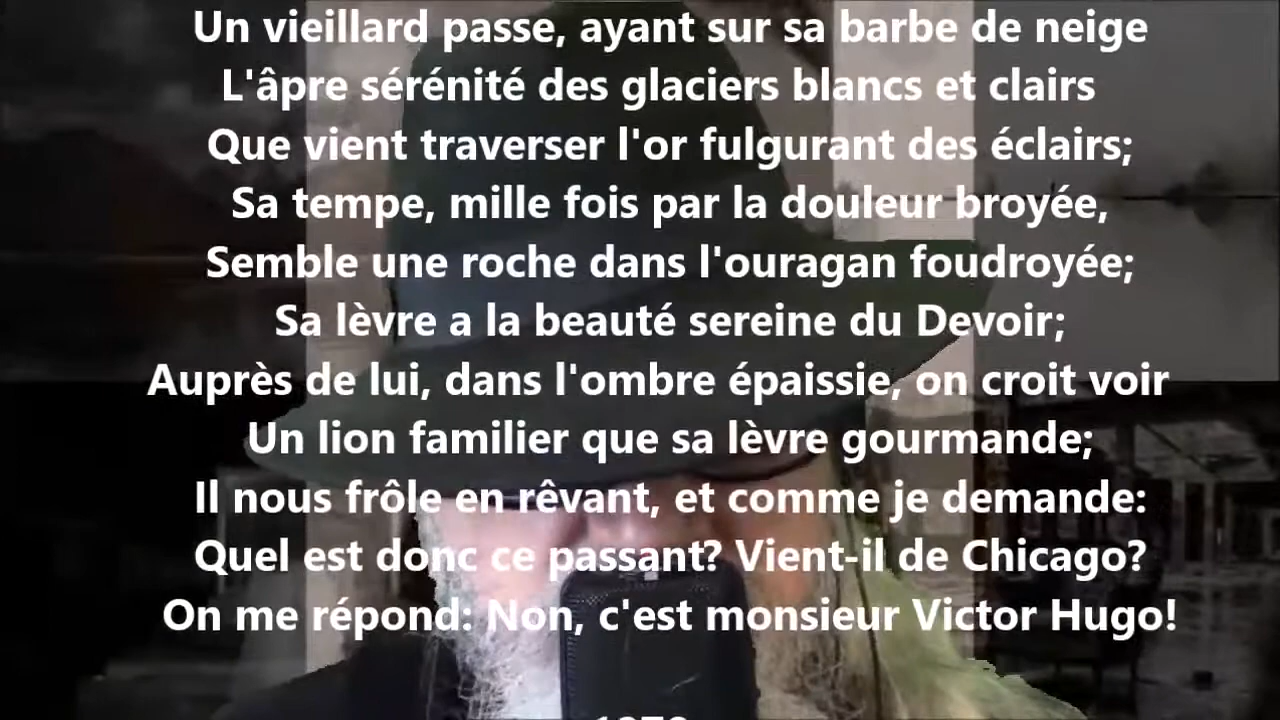 Un vieillard passe, ayant sur sa barbe de neige
L'âpre sérénité des glaciers blancs et clairs
Que vient traverser l'or fulgurant des éclairs;
Sa tempe, mille fois par la douleur broyée,
Semble une roche dans l'ouragan foudroyée;
Sa lèvre a la beauté sereine du Devoir;
Auprès de lui, dans l'ombre épaissie, on croit voir
Un lion familier que sa lèvre gourmande;
Il nous frôle en rêvant, et comme je demande:
Quel est donc ce passant? Vient-il de Chicago?
On me répond: Non, c'est monsieur Victor Hugo!